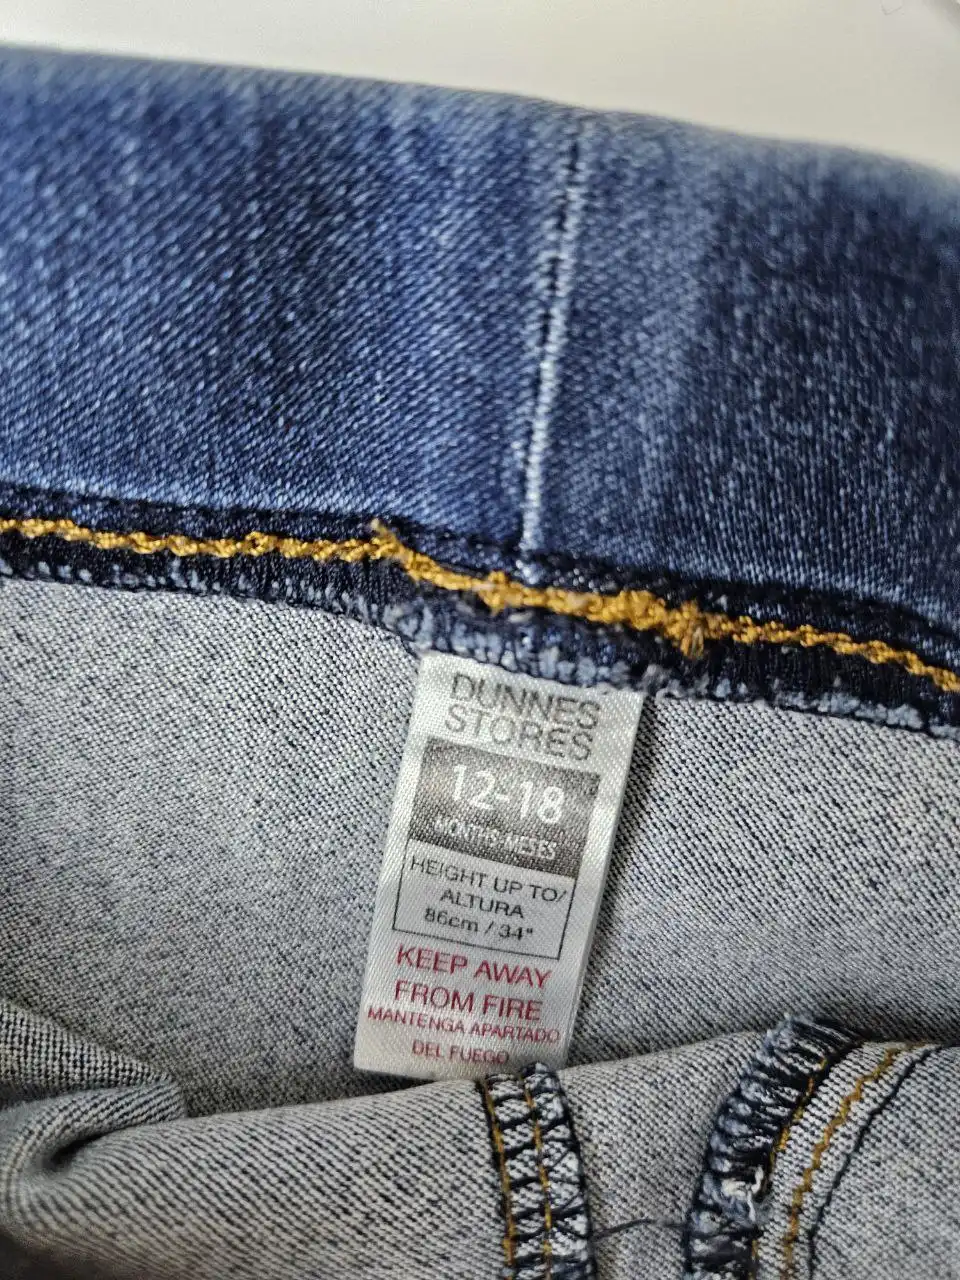 DUNNES
STORES
12-18
MONTHS-MESES
HEIGHT UP TO/
ALTURA
86cm / 34"
KEEP AWAY
FROM FIRE
MANTENGA APARTADO
DEL FUEGO